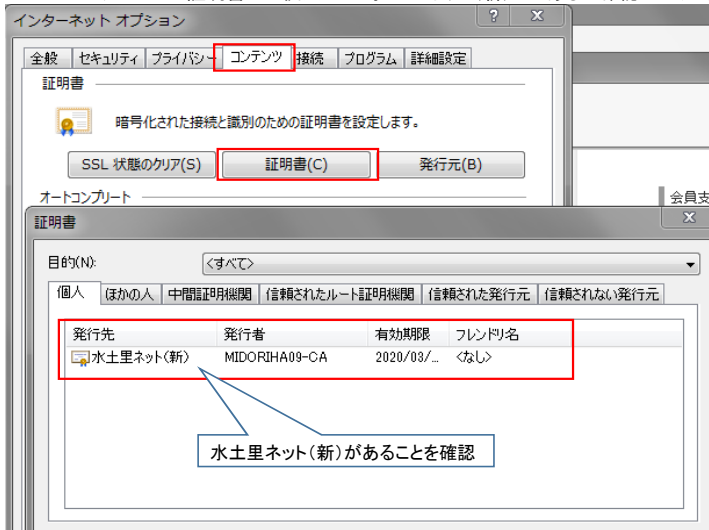 インターネット オプション
? X
全般 セキュリティ プライバシー コンテンツ 接続 プログラム 詳細設定
証明書
暗号化された接続と識別のための証明書を設定します。
SSL 状態のクリア(S) 証明書(C) 発行元(B)
オートコンプリート
会員支
証明書
X
目的(N): <すべて>
個人 ほかの人 中間証明機関 信頼されたルート証明機関 信頼された発行元 信頼されない発行元
発行先 発行者 有効期限 フレンドリ名
水土里ネット(新) MIDORIHA09-CA 2020/03/... <なし>
水土里ネット(新)があることを確認